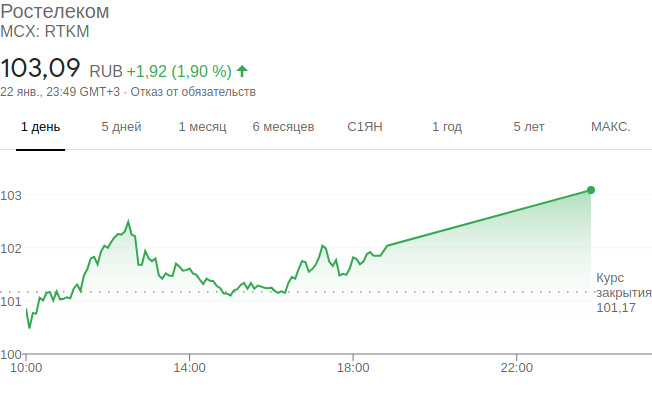 Ростелеком
MCX: RTKM
103,09 RUB +1,92 (1,90 %)
22 янв., 23:49 GMT+3 · Отказ от обязательств
1 день 5 дней 1 месяц 6 месяцев С1ЯН 1 год 5 лет МАКС.
103
102
Курс
закрытия
101,17
101
100
10:00 14:00 18:00 22:00